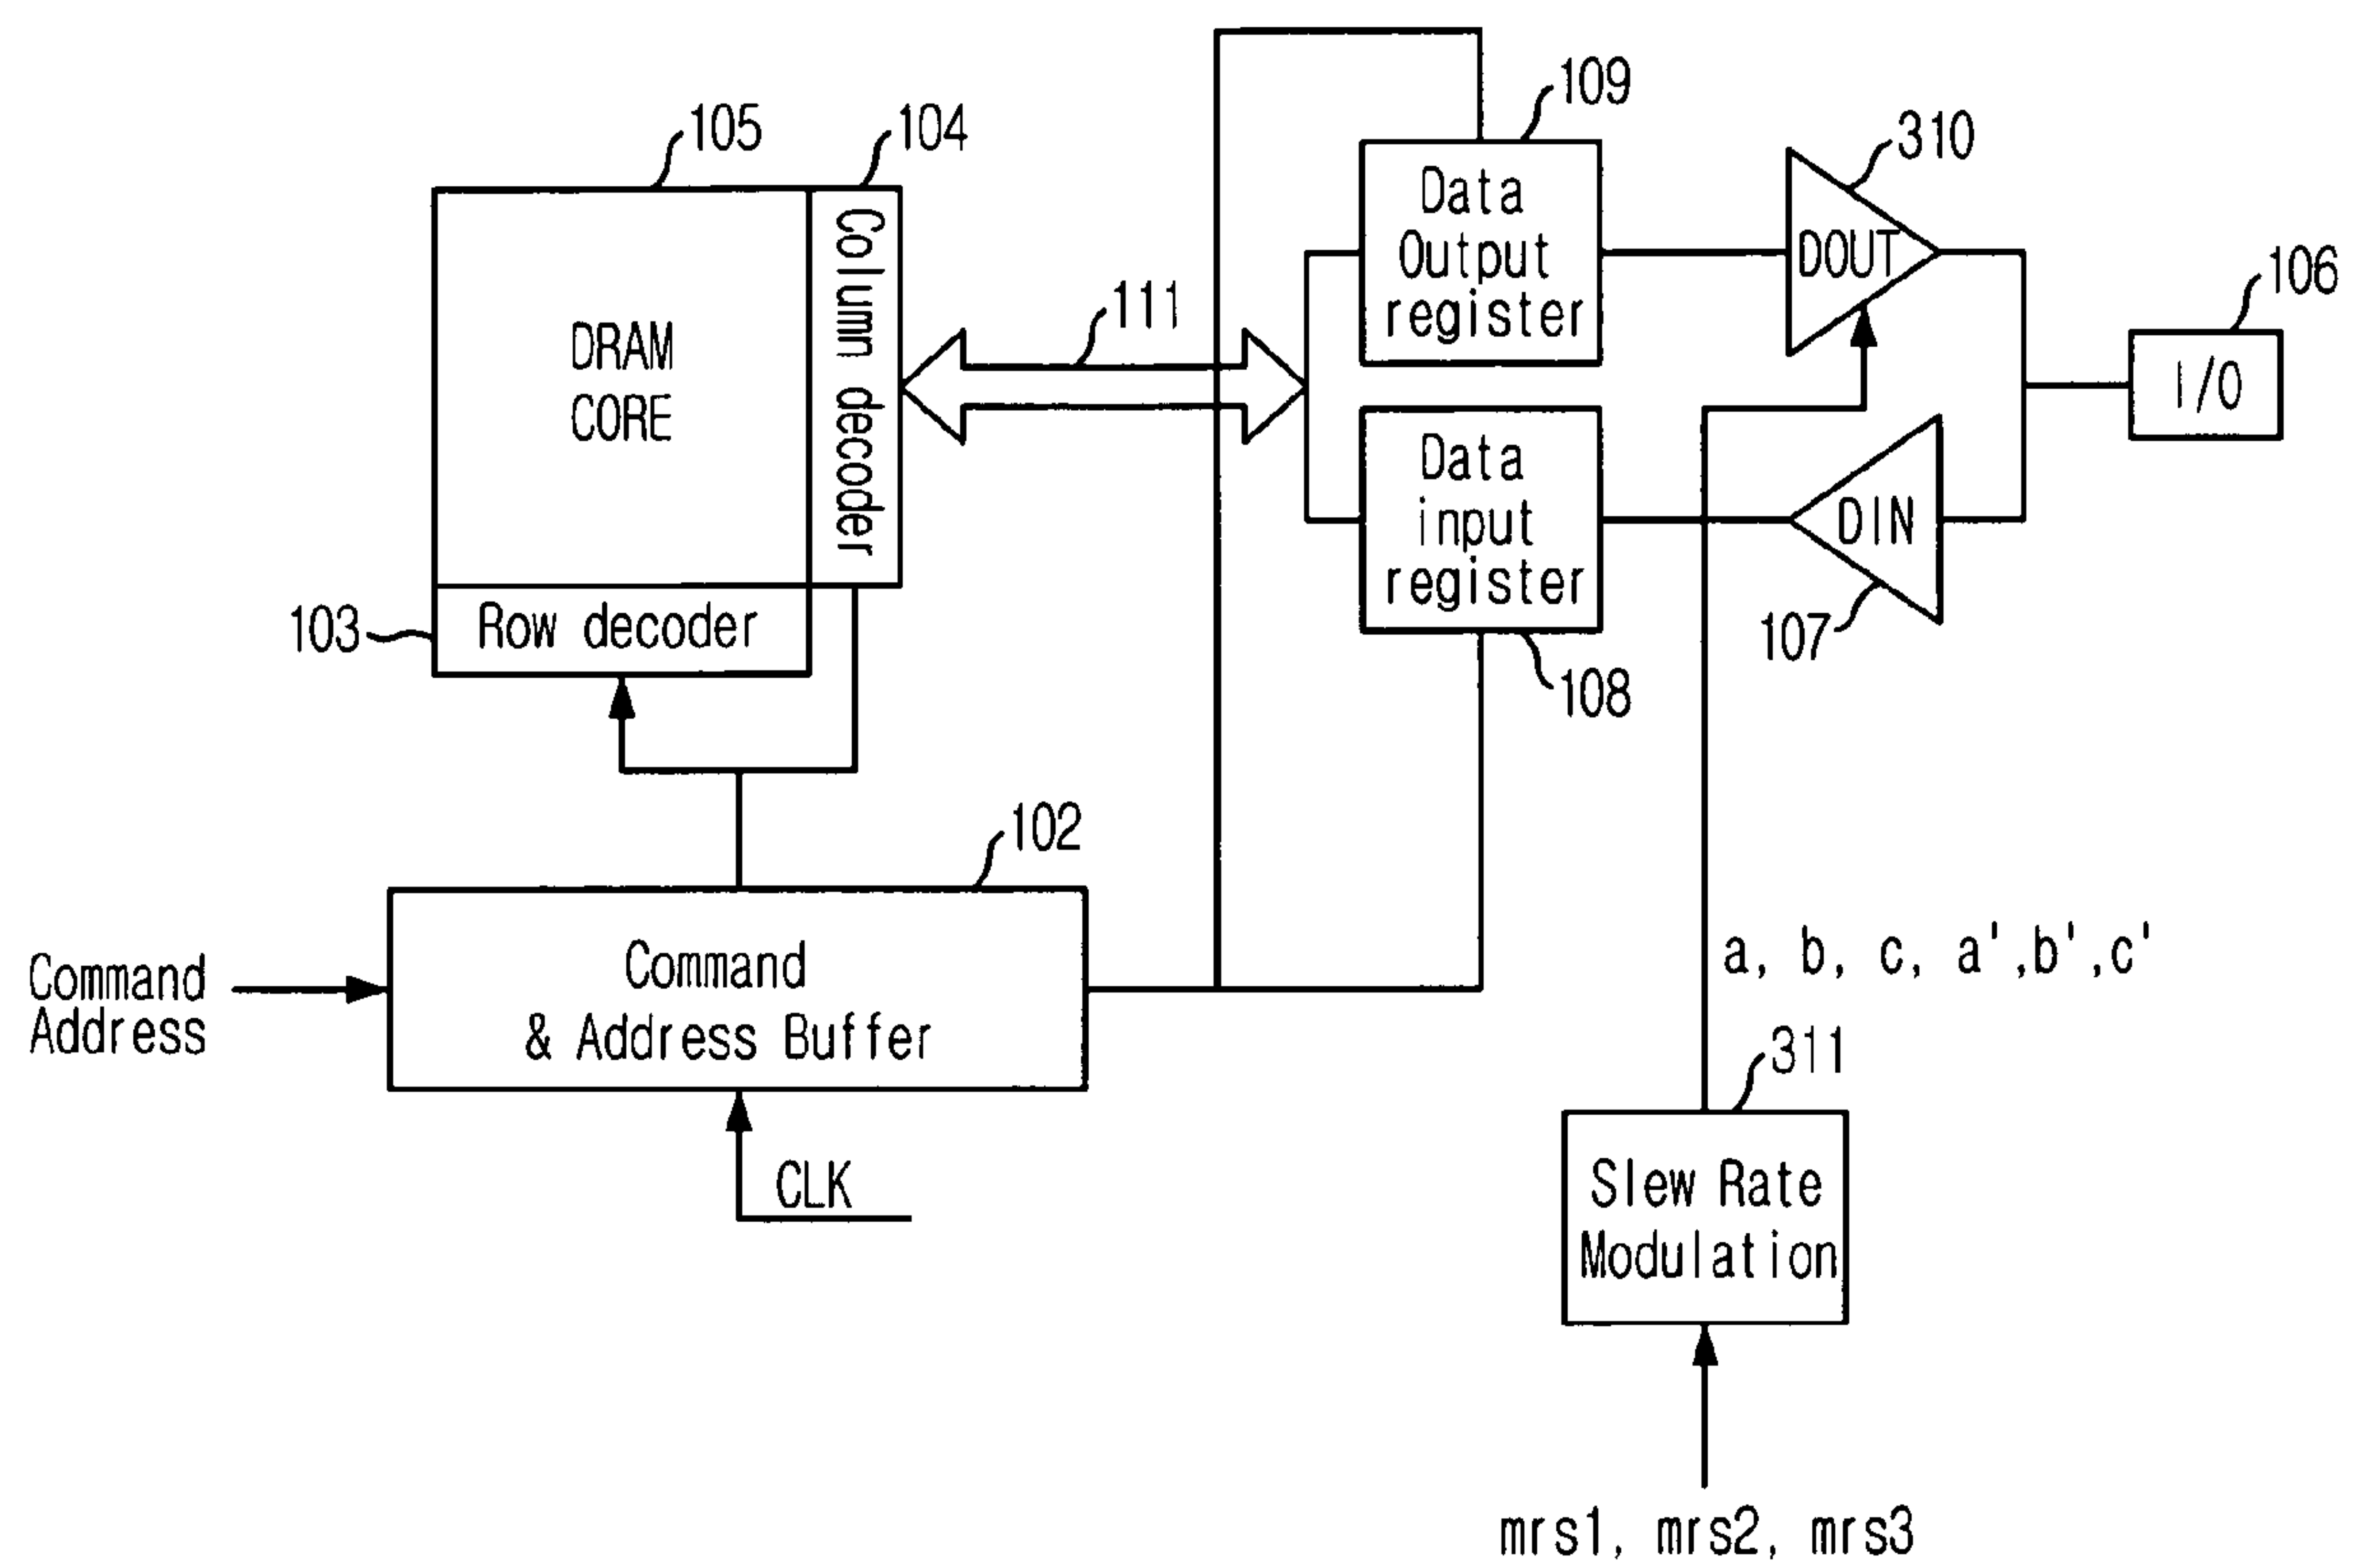 109
105
104
310
Data
Output
register
DOUT
106
Column decoder
111
DRAM
CORE
I/O
Data
input
register
DIN
103
Row decoder
107
108
102
Command
Address
Command
& Address Buffer
a, b, c, a',b',c'
311
CLK
Slew Rate
Modulation
mrs1, mrs2, mrs3